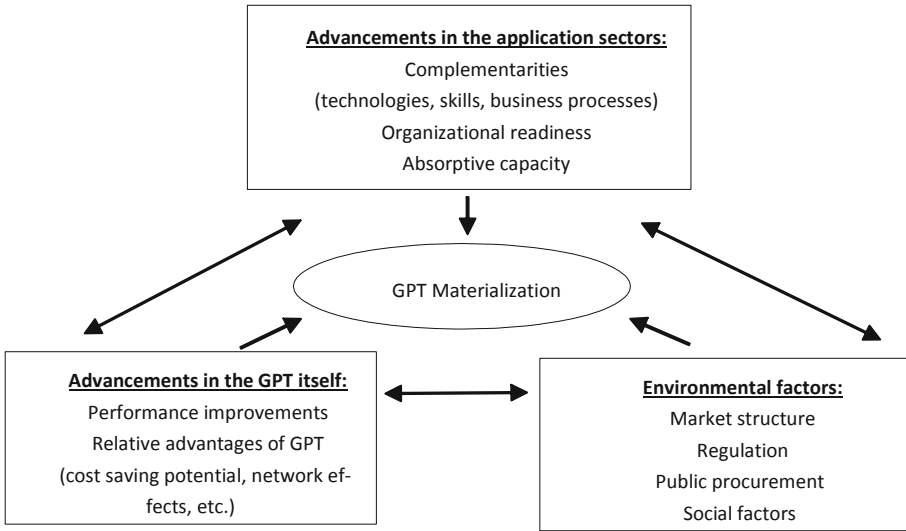 Advancements in the application sectors:
Complementarities
(technologies, skills, business processes)
Organizational readiness
Absorptive capacity
GPT Materialization
Advancements in the GPT itself:
Performance improvements
Relative advantages of GPT
(cost saving potential, network ef-
fects, etc.)
Environmental factors:
Market structure
Regulation
Public procurement
Social factors